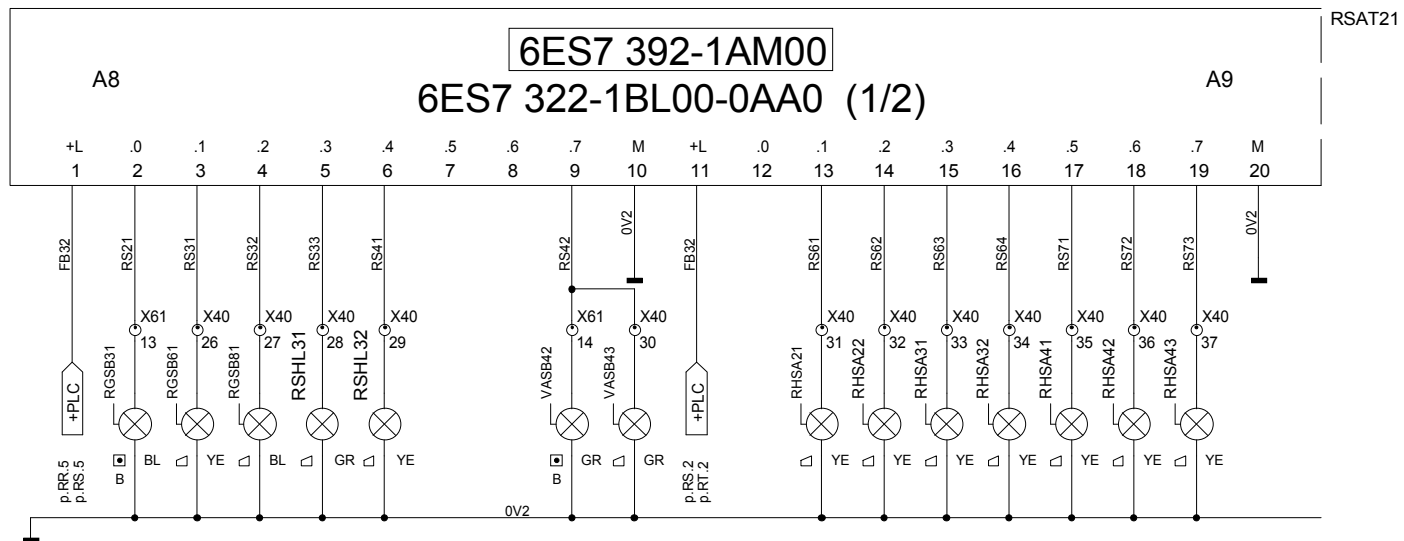 RSAT21
6ES7 392-1AM00
A8 A9
6ES7 322-1BL00-0AA0 (1/2)
+L .0 .1 .2 .3 .4 .5 .6 .7 M +L .0 .1 .2 .3 .4 .5 .6 .7 M
1 2 3 4 5 6 7 8 9 10 11 12 13 14 15 16 17 18 19 20
FB32 RS21 RS31 RS32 RS33 RS41 RS42 0V2 FB32 RS61 RS62 RS63 RS64 RS71 RS72 RS73 0V2
X61 X40 X40 X40 X40 X61 X40 X40 X40 X40 X40 X40 X40 X40
13 26 27 28 29 14 30 31 32 33 34 35 36 37
+PLC RGSB31 RGSB61 RGSB81 RSHL31 RSHL32 VASB42 VASB43 +PLC RHSA21 RHSA22 RHSA31 RHSA32 RHSA41 RHSA42 RHSA43
BL YE BL GR YE GR GR YE YE YE YE YE YE YE
B B
p.RR.5
p.RS.5
p.RS.2
p.RT.2
0V2